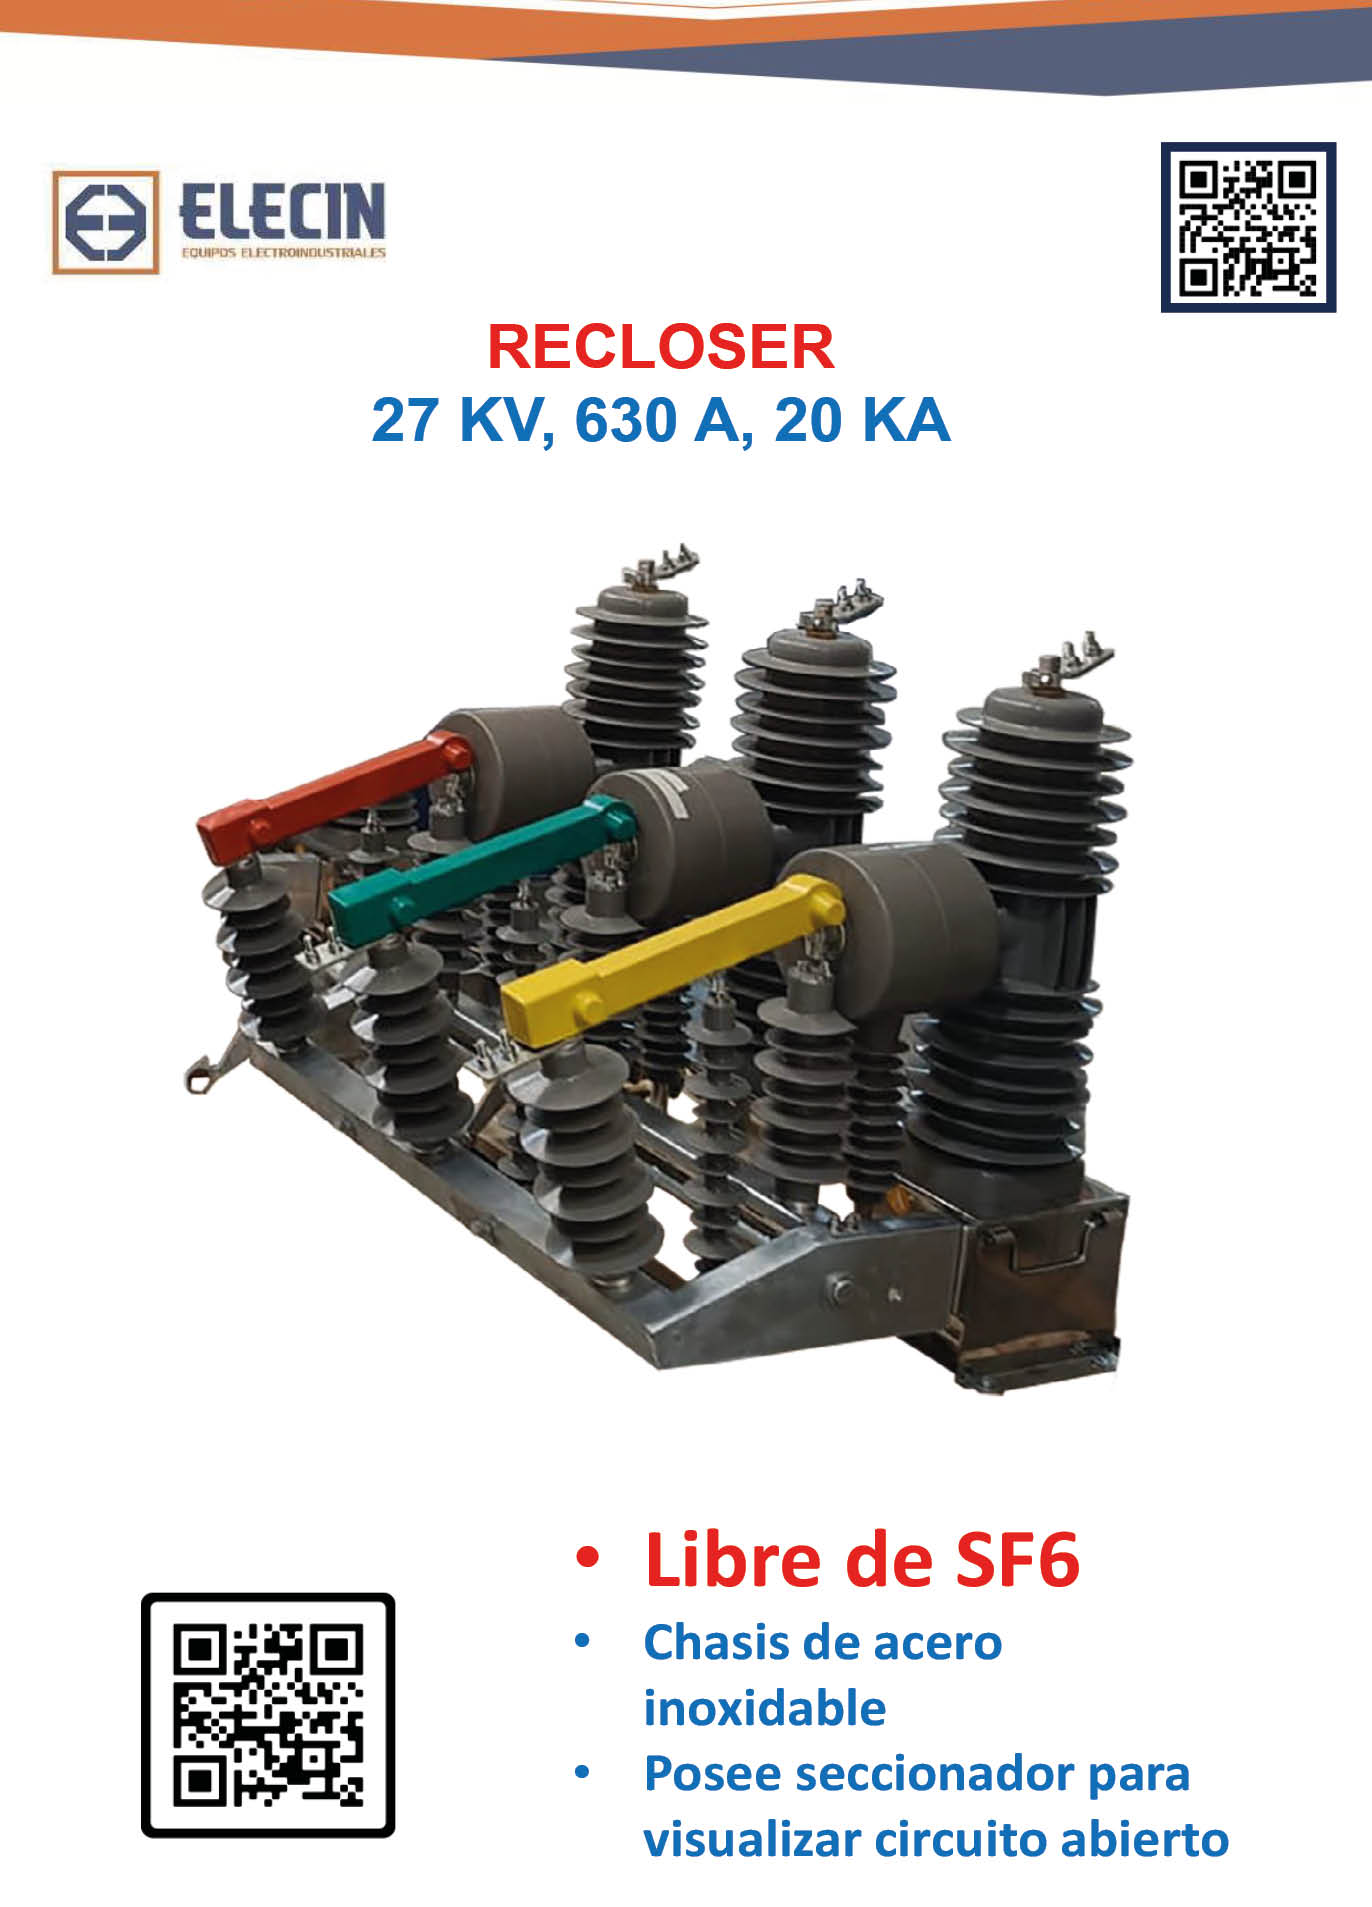 ELECIN
EQUIPOS ELECTROINDUSTRIALES
RECLOSER
27 KV, 630 A, 20 KA
• Libre de SF6
• Chasis de acero
inoxidable
• Posee seccionador para
visualizar circuito abierto